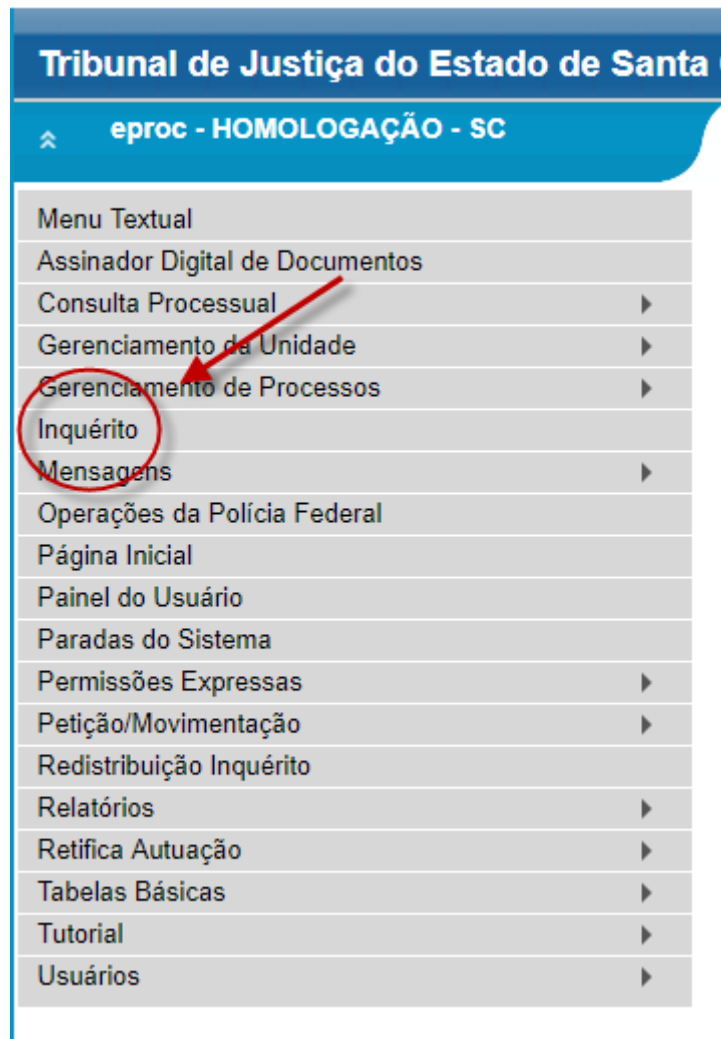 Tribunal de Justiça do Estado de Santa
eproc - HOMOLOGAÇÃO - SC
Menu Textual
Assinador Digital de Documentos
Consulta Processual
Gerenciamento da Unidade
Gerenciamento de Processos
Inquérito
Mensagens
Operações da Polícia Federal
Página Inicial
Painel do Usuário
Paradas do Sistema
Permissões Expressas
Petição/Movimentação
Redistribuição Inquérito
Relatórios
Retifica Autuação
Tabelas Básicas
Tutorial
Usuários